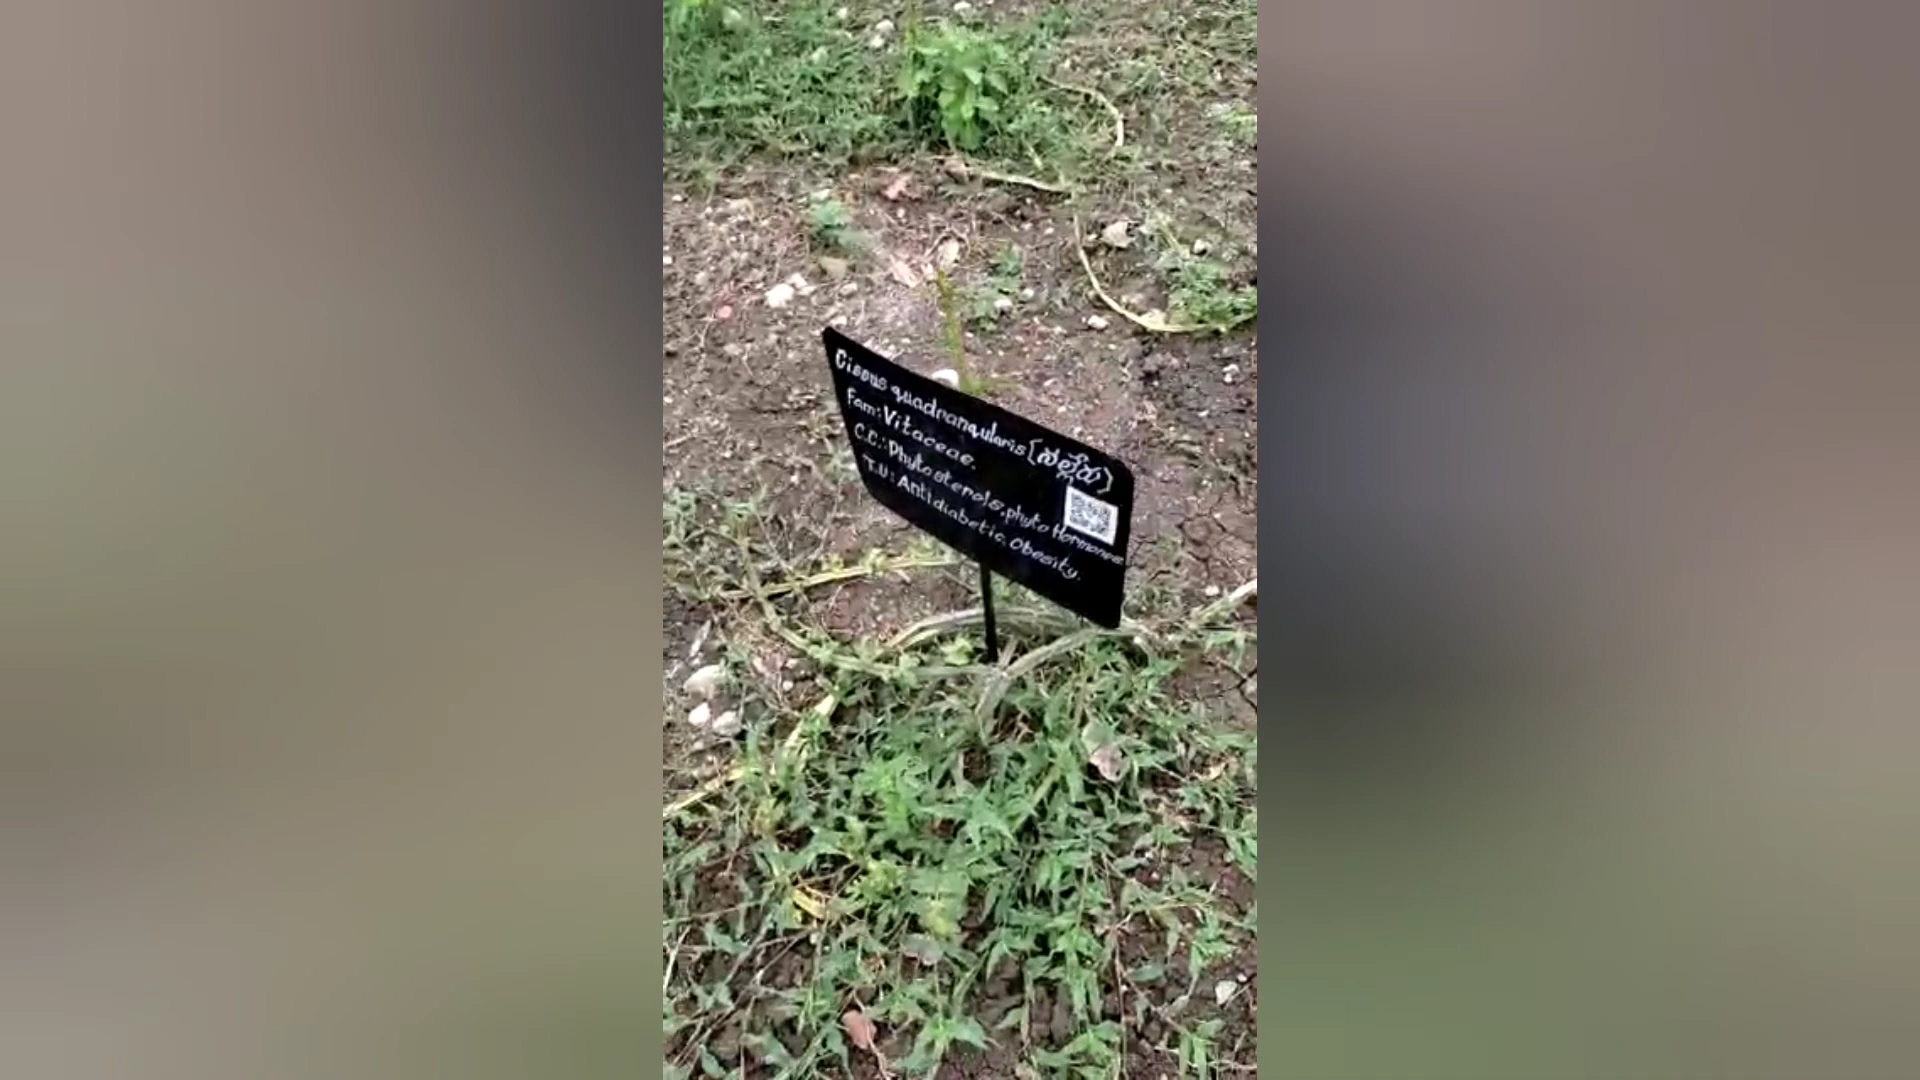 Cissus quadrangularis [
Fam: Vitaceae.
C.C.: Phytosterols, phyto Hormones
T.U: Antidiabetic, Obesity.